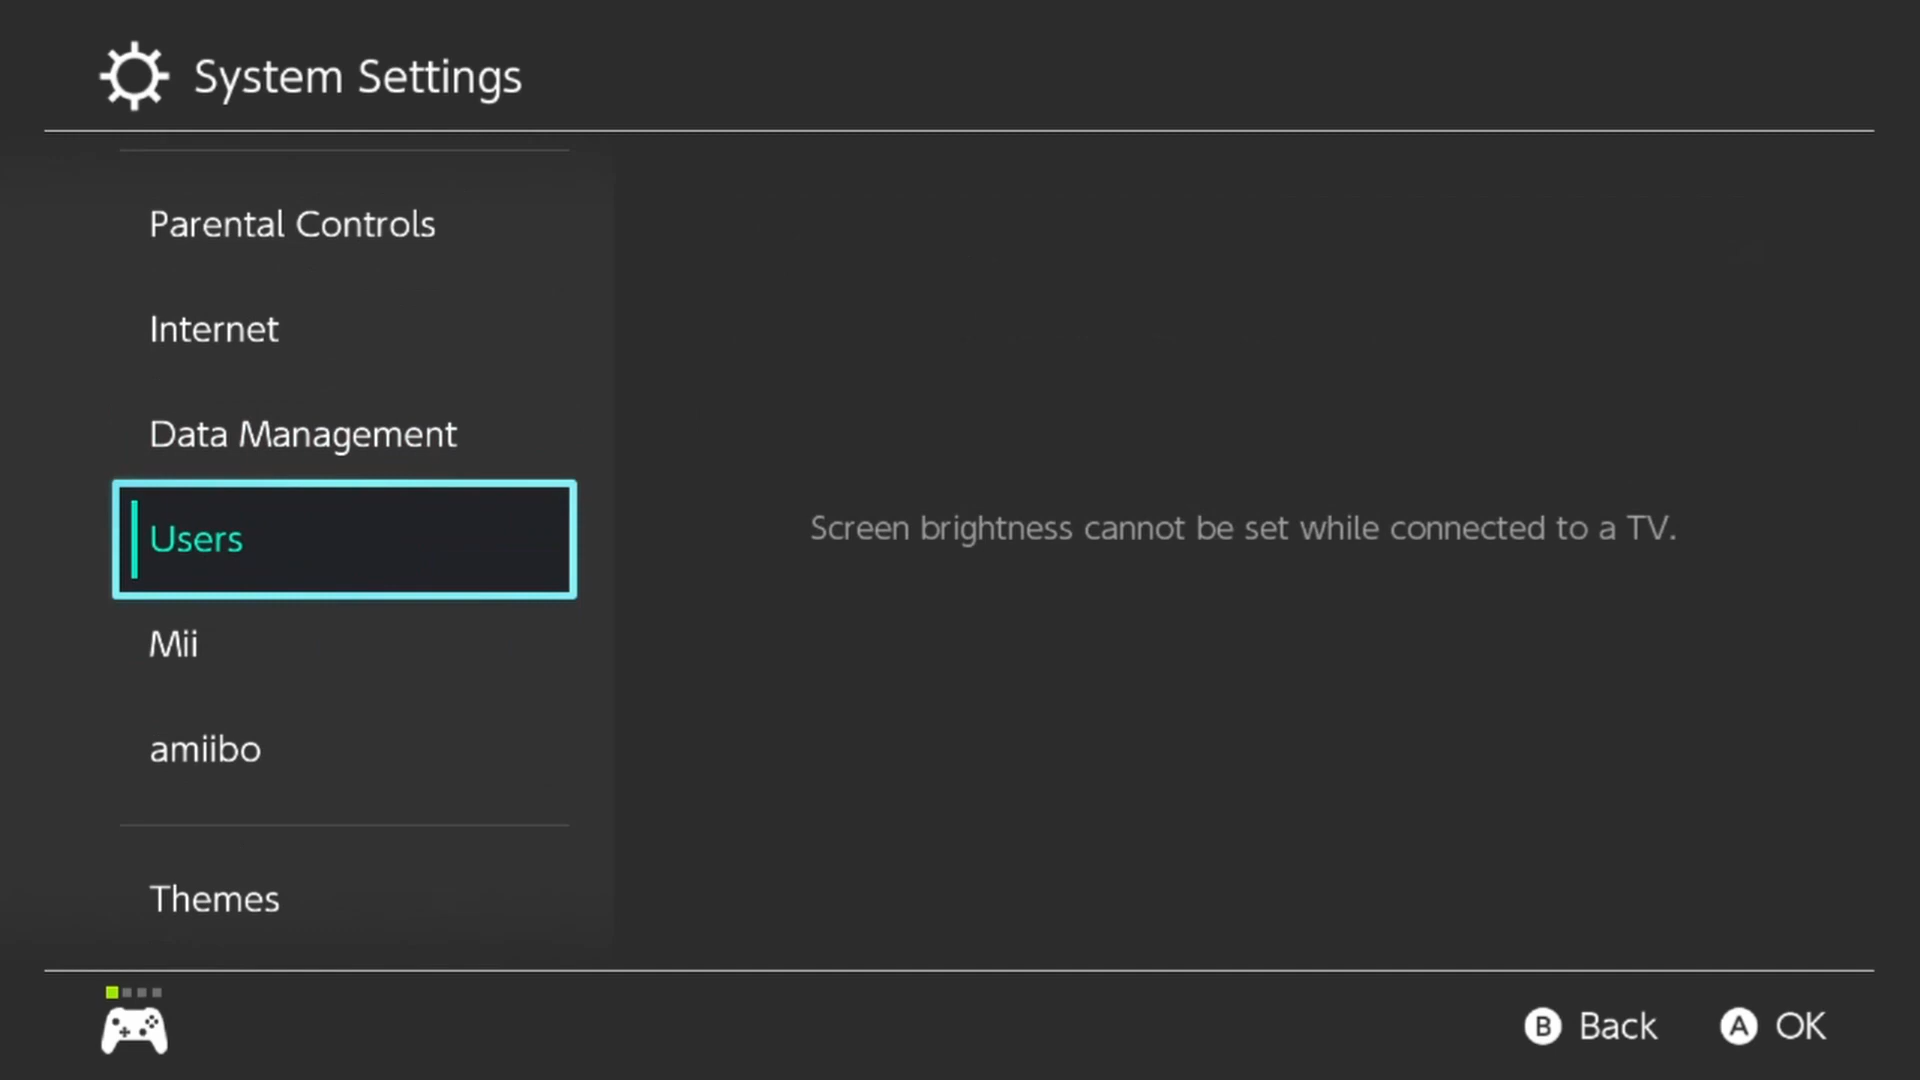 System Settings
Parental Controls
Internet
Data Management
Users
Mii
amiibo
Themes
Screen brightness cannot be set while connected to a TV.
B Back
A OK